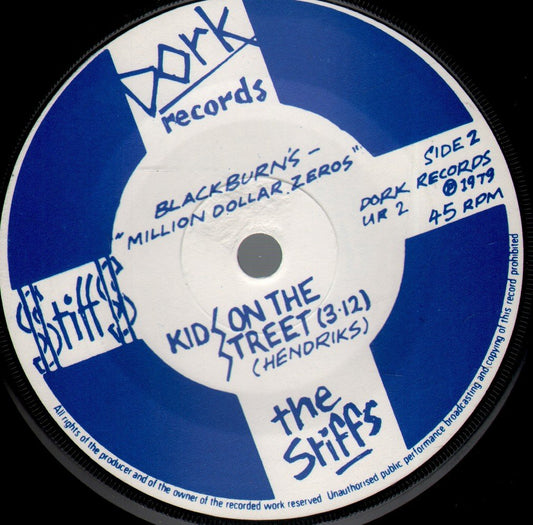 Dork
records
BLACKBURN'S –
"MILLION DOLLAR ZEROS"
SIDE 2
DORK RECORDS
UR 2 ℗ 1979
45 RPM
$tiff$
KIDS ON THE
STREET (3·12)
(HENDRIKS)
the
Stiffs
All rights of the producer and of the owner of the recorded work reserved Unauthorised public performance broadcasting and copying of this record prohibited